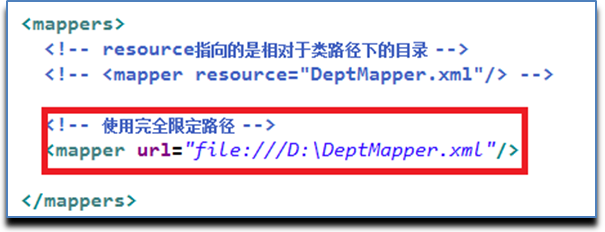 <mappers>
<!-- resource指向的是相对于类路径下的目录 -->
<!-- <mapper resource="DeptMapper.xml"/> -->
<!-- 使用完全限定路径 -->
<mapper url="file:///D:\DeptMapper.xml"/>
</mappers>